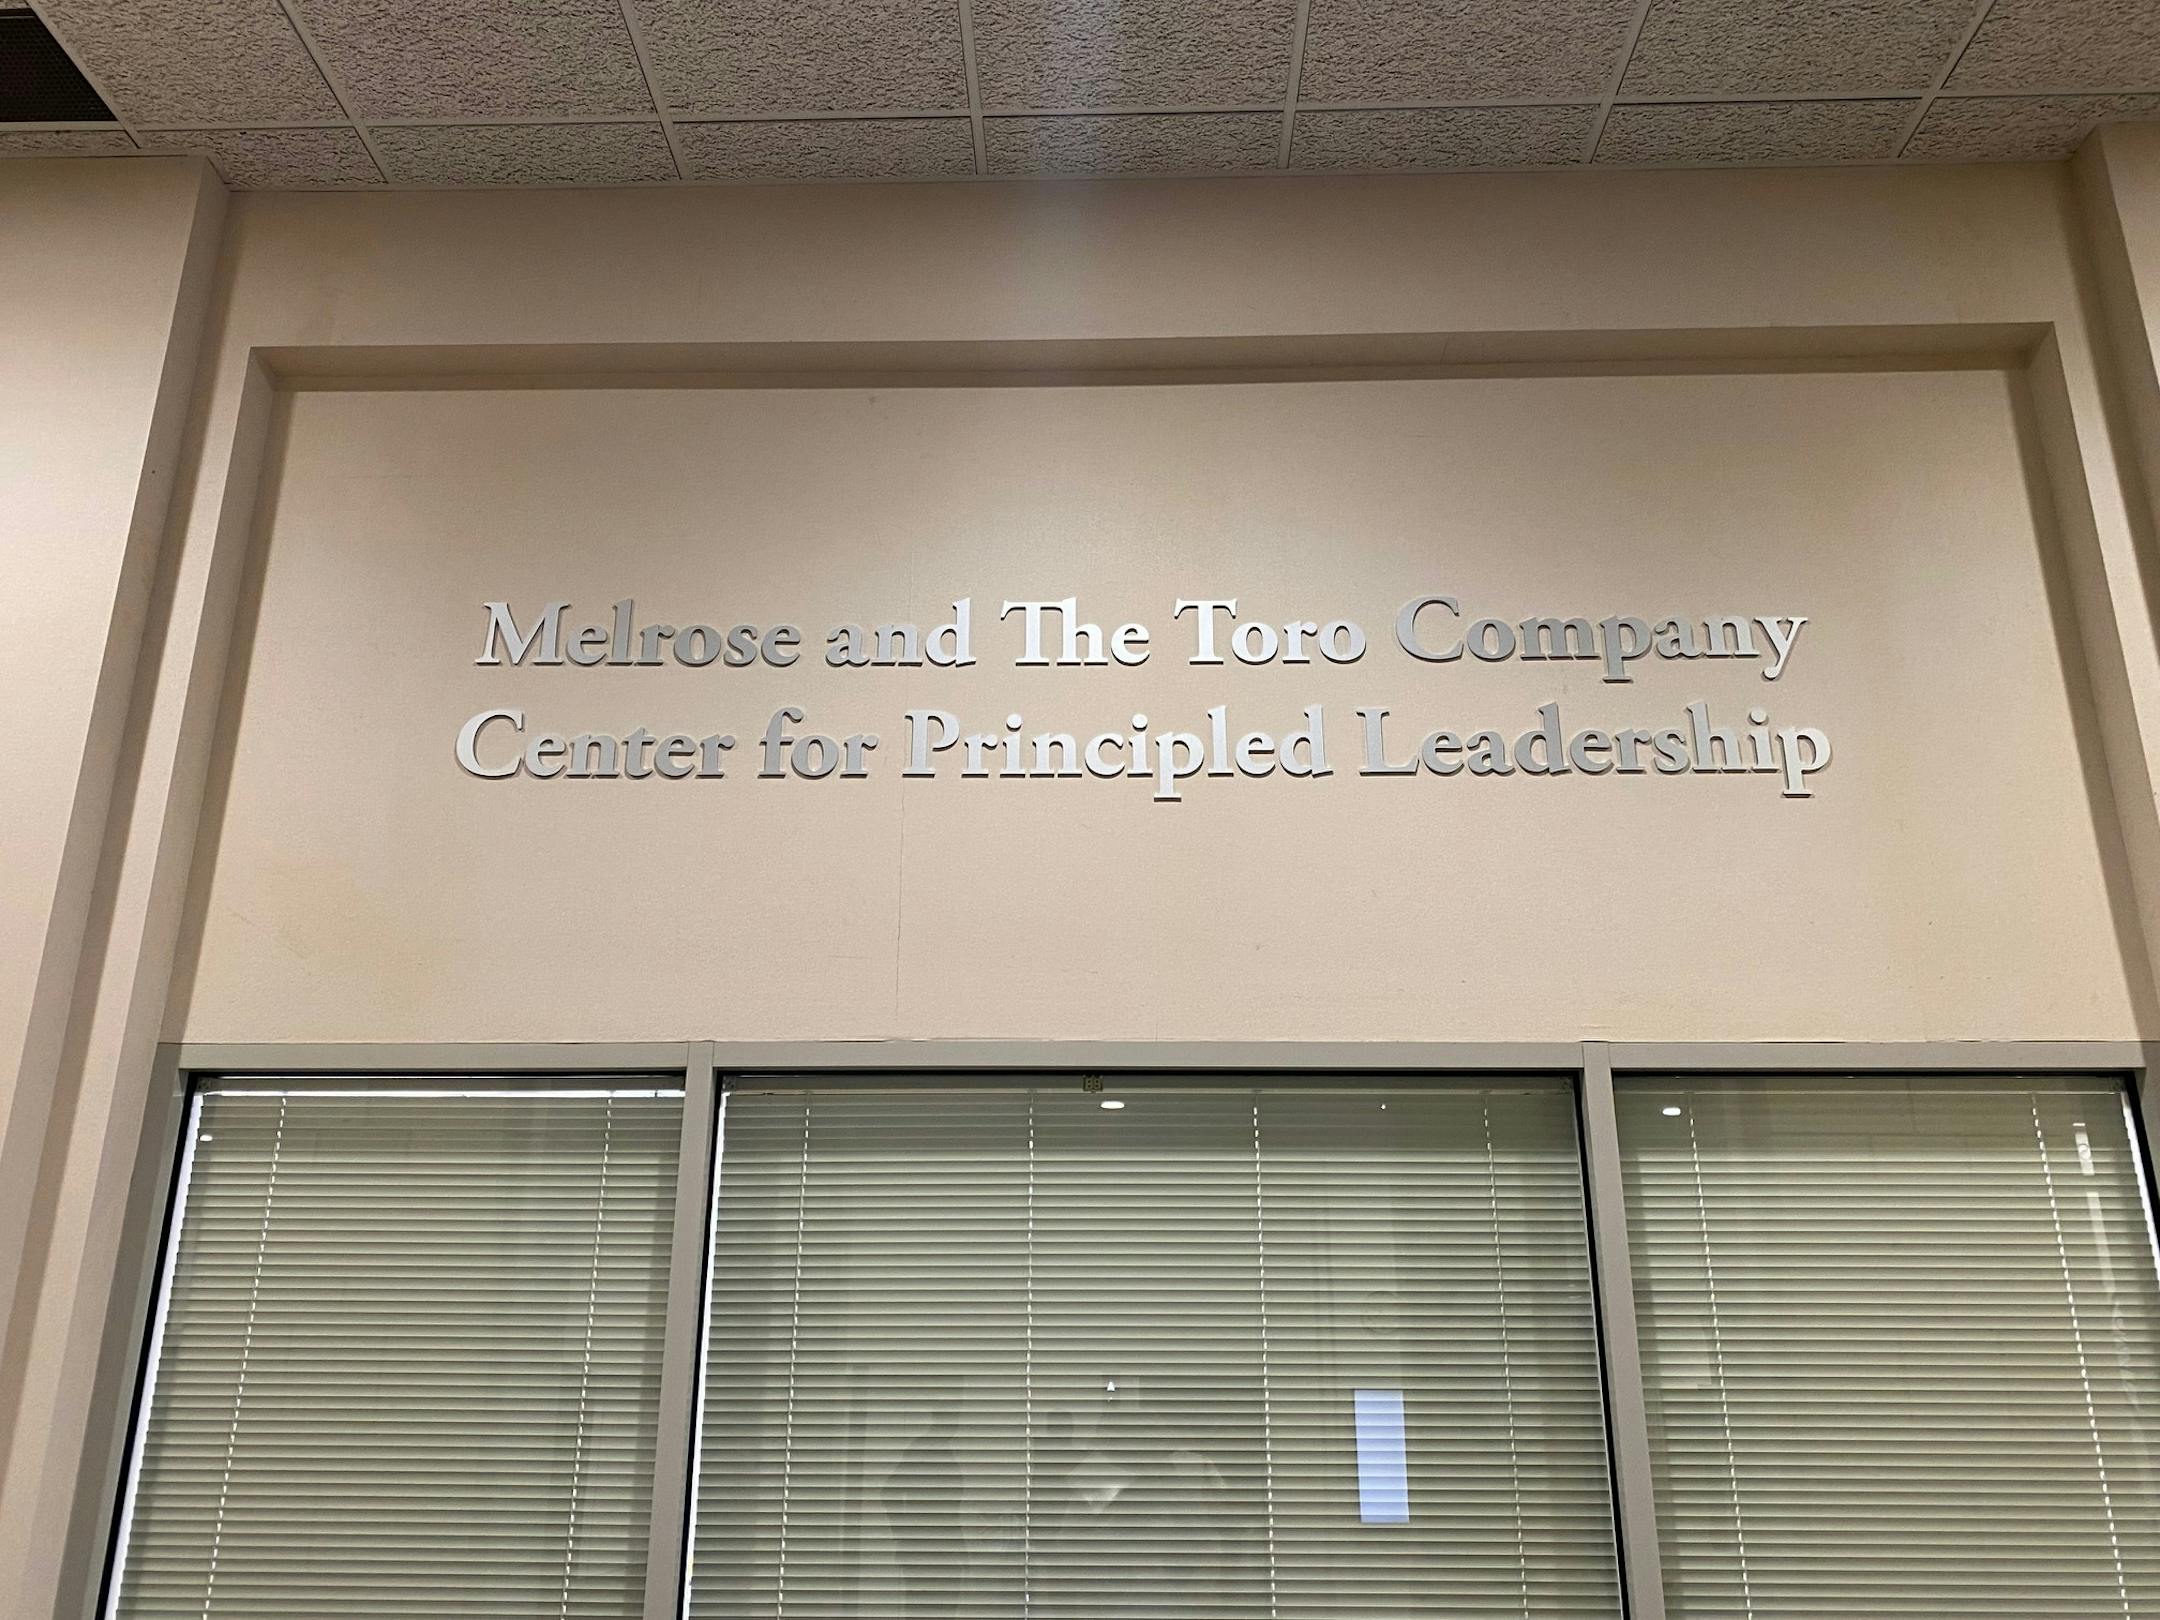 Melrose and The Toro Company
Center for Principled Leadership